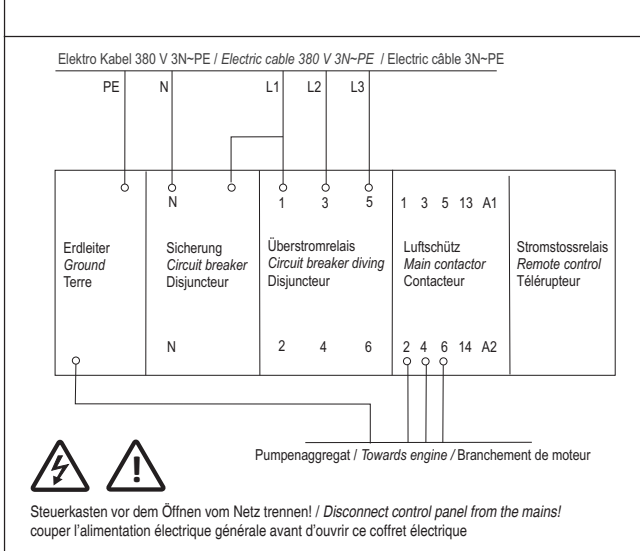 Elektro Kabel 380 V 3N~PE / Electric cable 380 V 3N~PE / Electric câble 3N~PE
PE N L1 L2 L3
N 1 3 5 1 3 5 13 A1
Erdleiter
Ground
Terre
Sicherung
Circuit breaker
Disjuncteur
Überstromrelais
Circuit breaker diving
Disjuncteur
Luftschütz
Main contactor
Contacteur
Stromstossrelais
Remote control
Télérupteur
N 2 4 6 2 4 6 14 A2
Pumpenaggregat / Towards engine / Branchement de moteur
Steuerkasten vor dem Öffnen vom Netz trennen! / Disconnect control panel from the mains!
couper l'alimentation électrique générale avant d'ouvrir ce coffret électrique